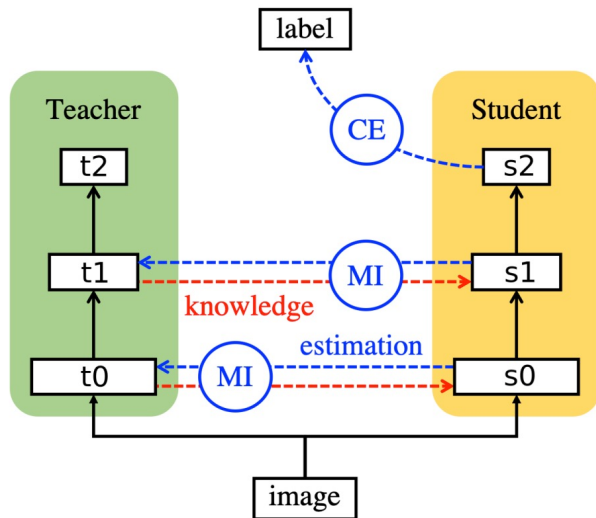 label
Teacher
CE
Student
t2
s2
t1
MI
s1
knowledge
estimation
t0
MI
s0
image